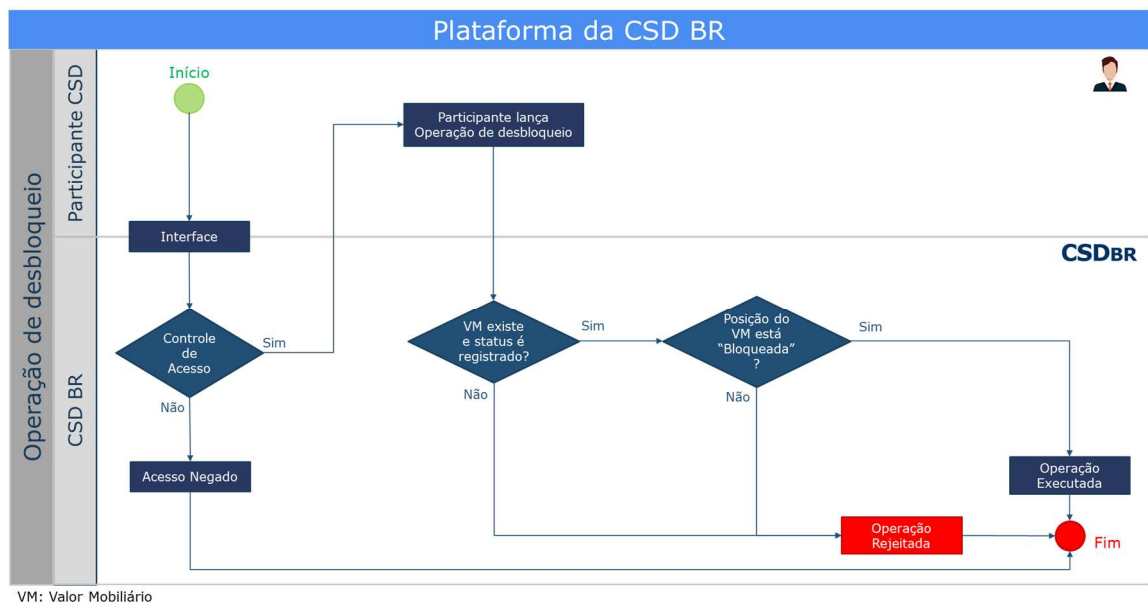 Plataforma da CSD BR
Operação de desbloqueio
Participante CSD
CSD BR
Início
Participante lança
Operação de desbloqueio
Interface
CSDBR
Controle
de
Acesso
Sim
Não
VM existe
e status é
registrado?
Sim
Não
Posição do
VM está
“Bloqueada”
?
Sim
Não
Acesso Negado
Operação
Executada
Operação
Rejeitada
Fim
VM: Valor Mobiliário